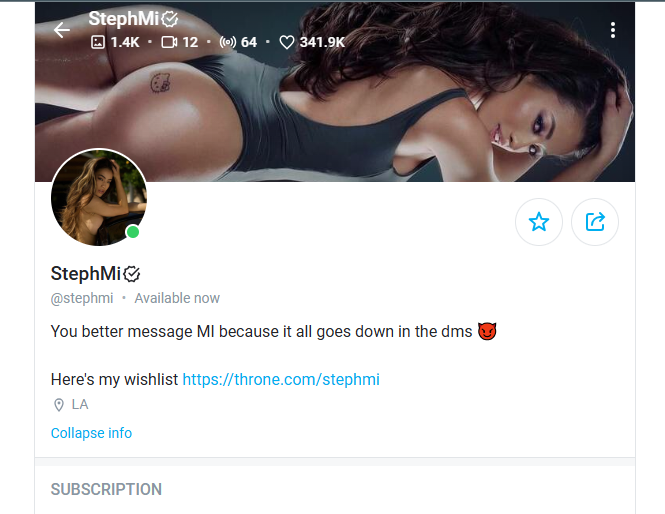 StephMi
1.4K • 12 • 64 • 341.9K
StephMi
@stephmi • Available now
You better message MI because it all goes down in the dms 😈
Here's my wishlist https://throne.com/stephmi
LA
Collapse info
SUBSCRIPTION